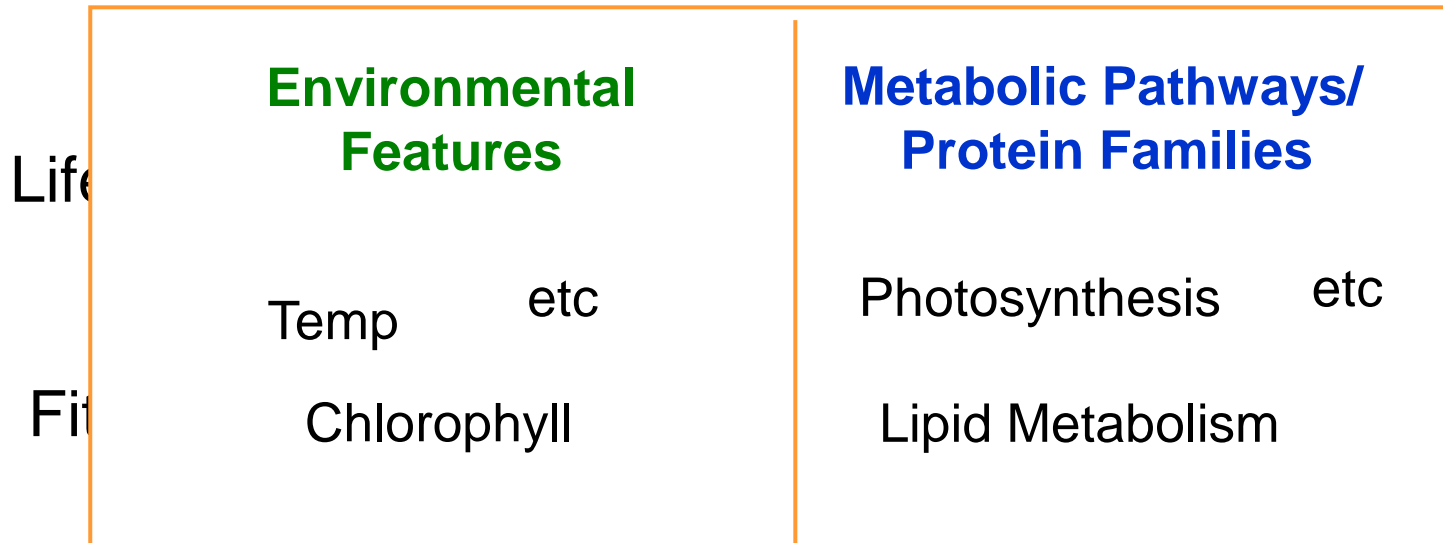 Environmental
Features
Metabolic Pathways/
Protein Families
Temp
etc
Photosynthesis
etc
Chlorophyll
Lipid Metabolism